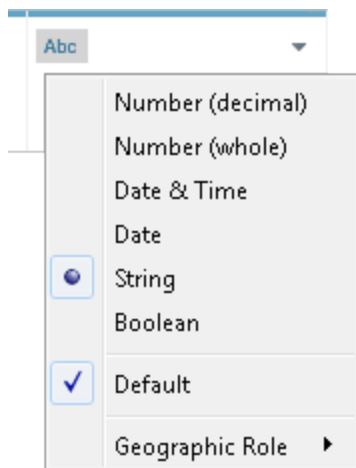 Abc
Number (decimal)
Number (whole)
Date & Time
Date
String
Boolean
Default
Geographic Role